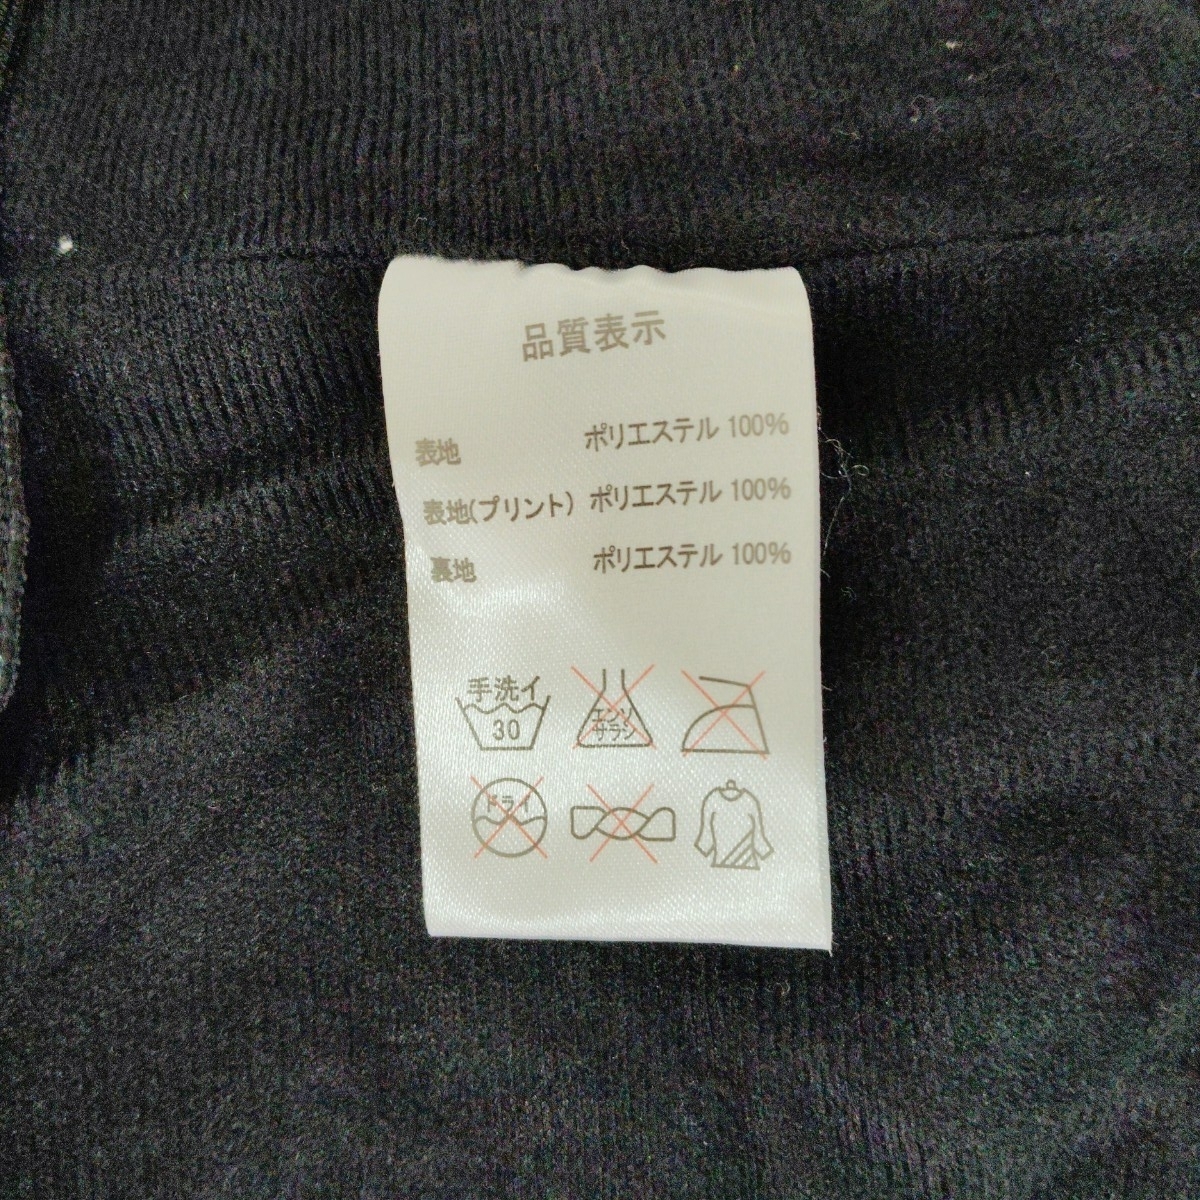 品質表示
表地 ポリエステル 100%
表地(プリント) ポリエステル 100%
裏地 ポリエステル 100%
手洗イ
30
エンソ
サラシ
ドライ